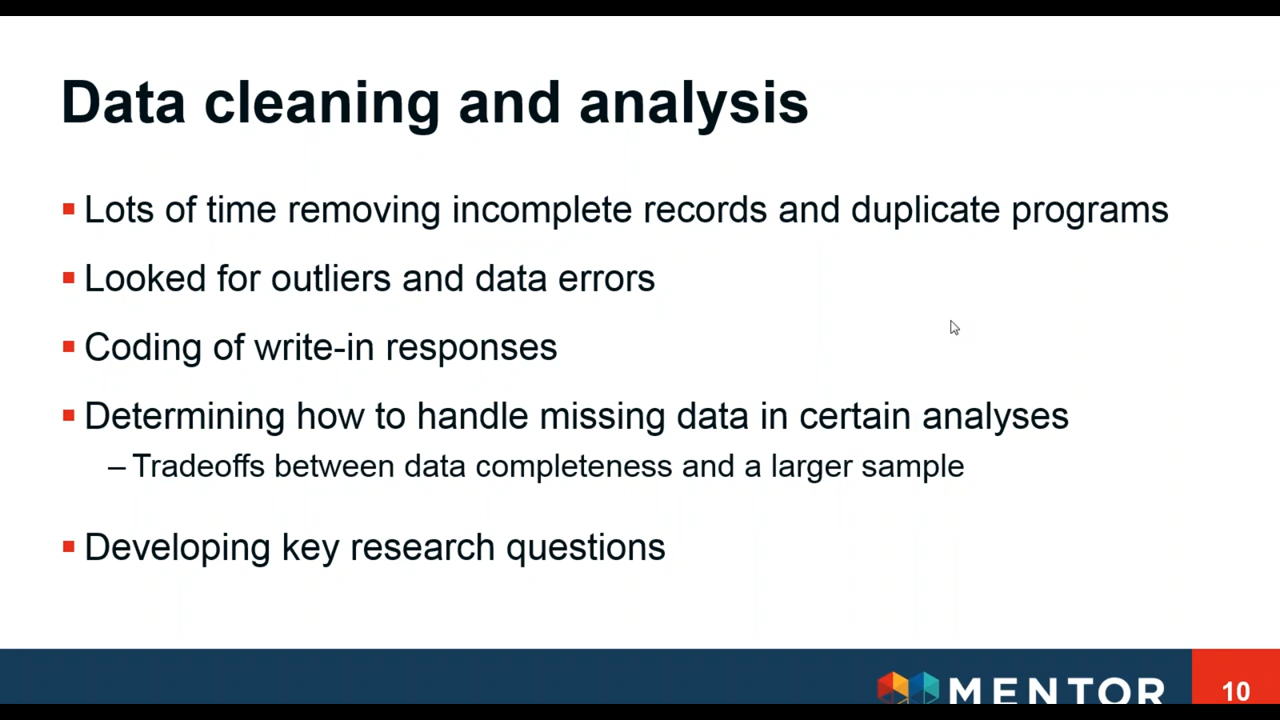 Data cleaning and analysis
Lots of time removing incomplete records and duplicate programs
Looked for outliers and data errors
Coding of write-in responses
Determining how to handle missing data in certain analyses
– Tradeoffs between data completeness and a larger sample
Developing key research questions
MENTOR
10